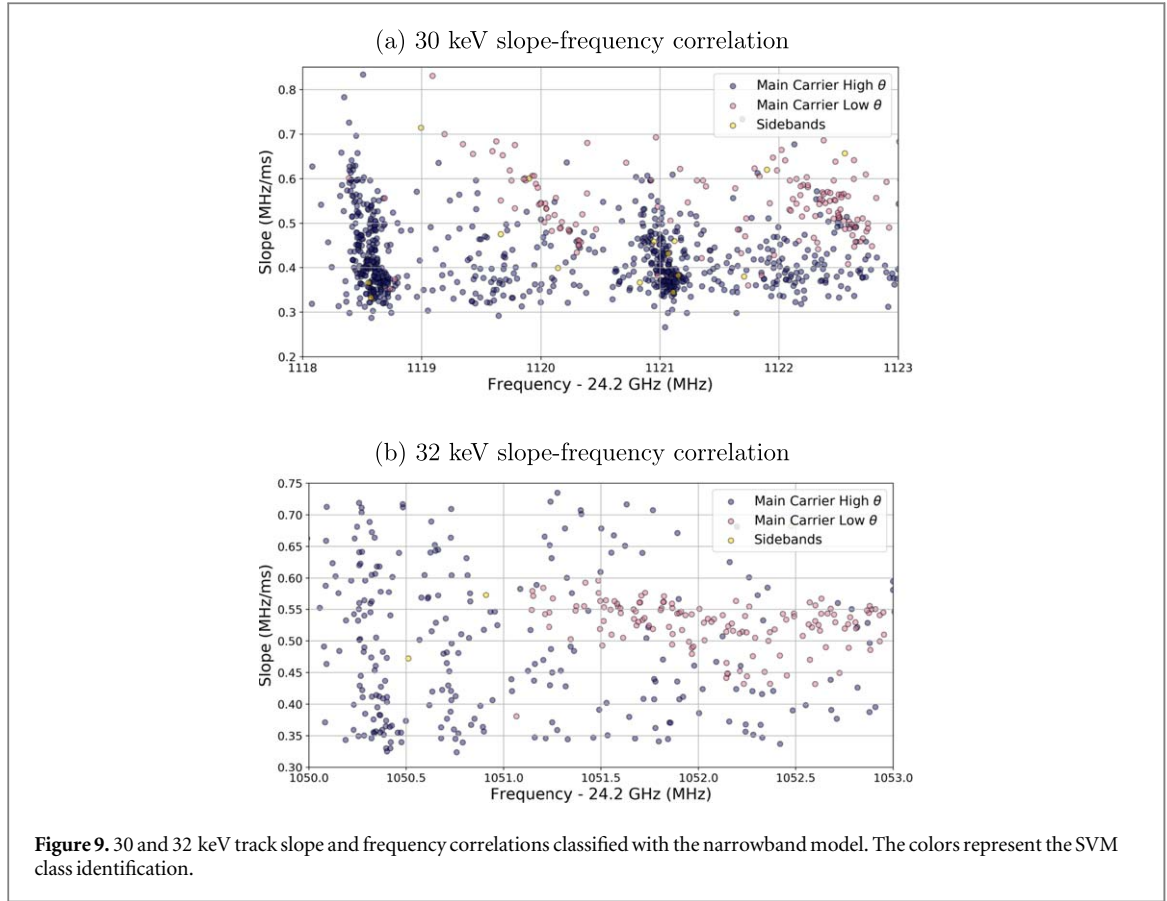 (a) 30 keV slope-frequency correlation
Main Carrier High θ
Main Carrier Low θ
Sidebands
Slope (MHz/ms)
0.8
0.7
0.6
0.5
0.4
0.3
0.2
1118 1119 1120 1121 1122 1123
Frequency - 24.2 GHz (MHz)
(b) 32 keV slope-frequency correlation
Main Carrier High θ
Main Carrier Low θ
Sidebands
Slope (MHz/ms)
0.75
0.70
0.65
0.60
0.55
0.50
0.45
0.40
0.35
0.30
1050.0 1050.5 1051.0 1051.5 1052.0 1052.5 1053.0
Frequency - 24.2 GHz (MHz)
Figure 9. 30 and 32 keV track slope and frequency correlations classified with the narrowband model. The colors represent the SVM
class identification.